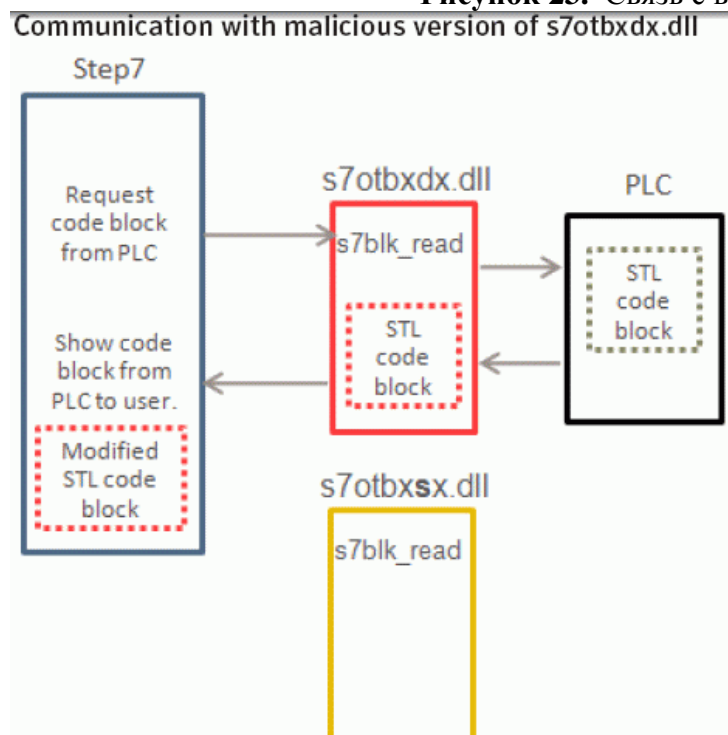 Рисунок 23. Связь с в
Communication with malicious version of s7otbxdx.dll
Step7
Request
code block
from PLC
Show code
block from
PLC to user.
Modified
STL code
block
s7otbxdx.dll
s7blk_read
STL
code
block
s7otbxsx.dll
s7blk_read
PLC
STL
code
block